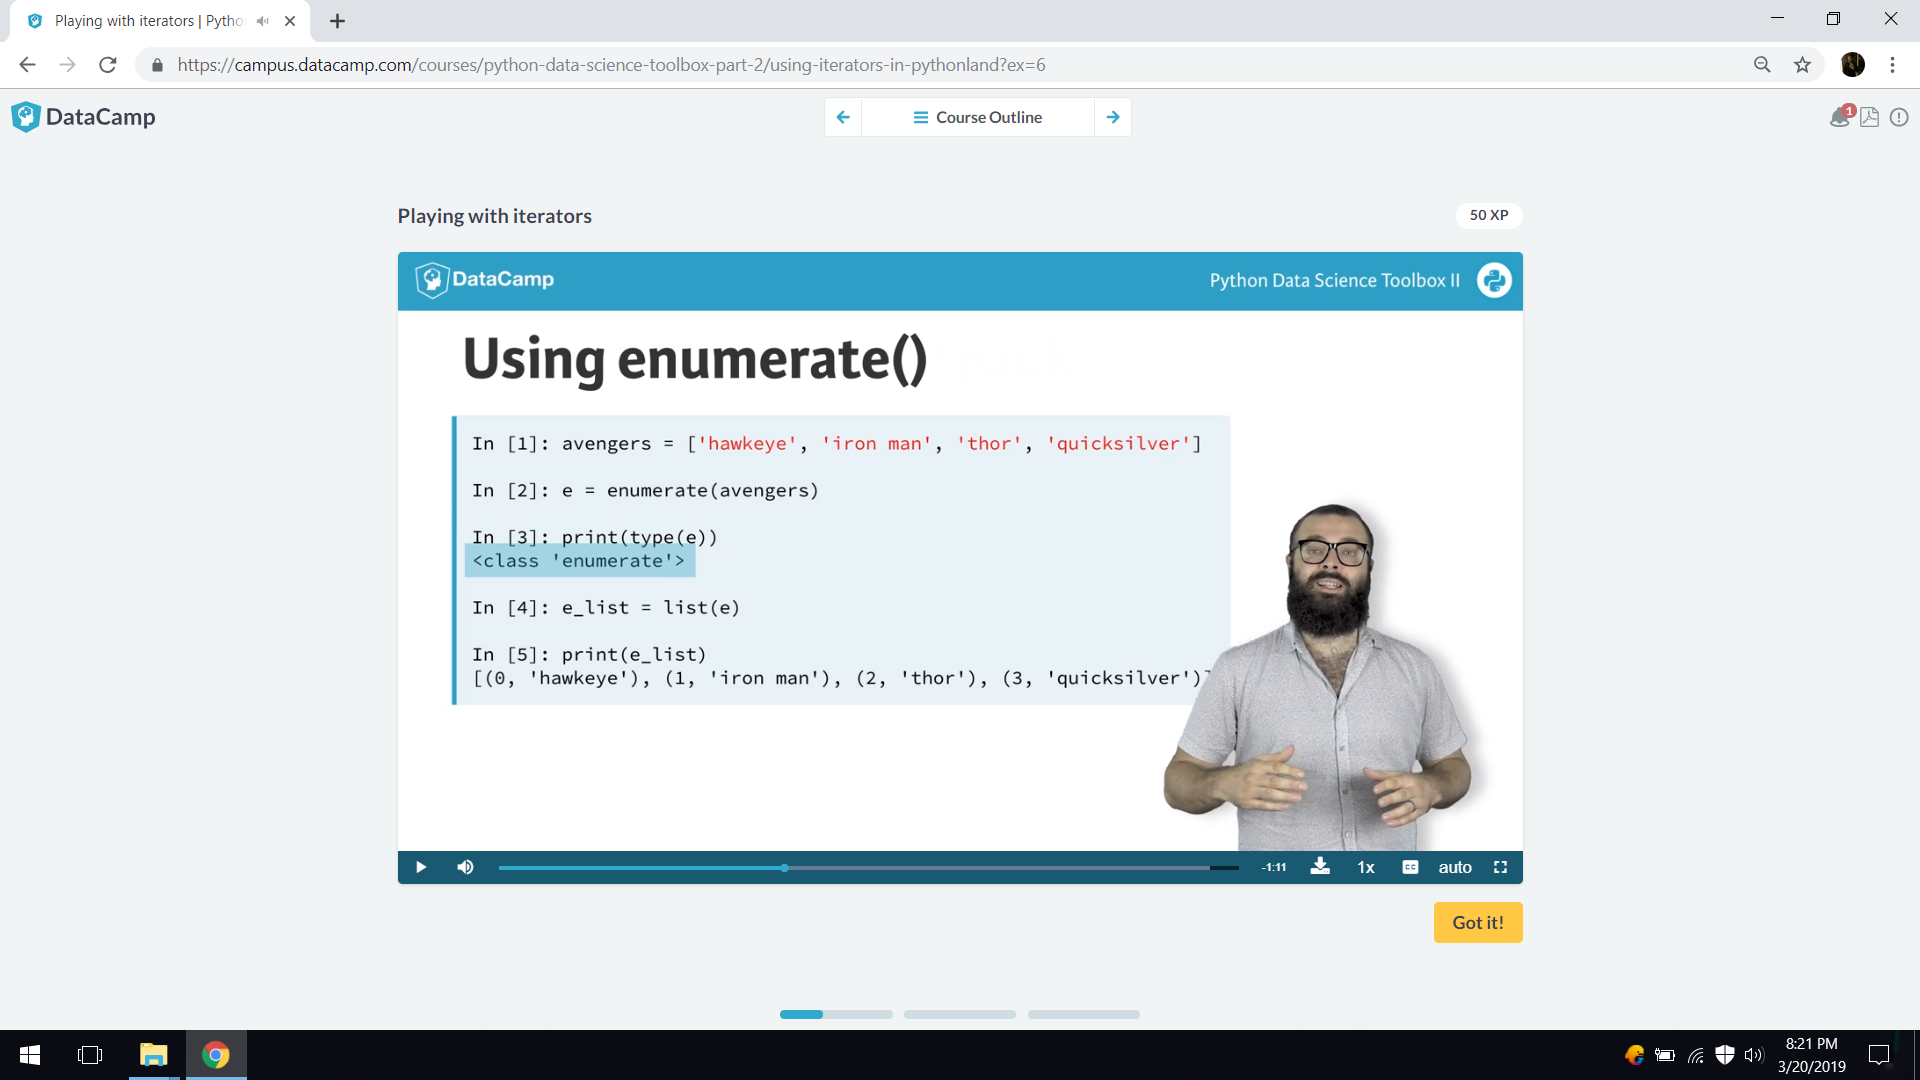 Playing with iterators | Pytho
https://campus.datacamp.com/courses/python-data-science-toolbox-part-2/using-iterators-in-pythonland?ex=6
DataCamp
Course Outline
1
Playing with iterators
50 XP
DataCamp
Python Data Science Toolbox II
Using enumerate()
In [1]: avengers = ['hawkeye', 'iron man', 'thor', 'quicksilver']
In [2]: e = enumerate(avengers)
In [3]: print(type(e))
<class 'enumerate'>
In [4]: e_list = list(e)
In [5]: print(e_list)
[(0, 'hawkeye'), (1, 'iron man'), (2, 'thor'), (3, 'quicksilver')]
-1:11
1x
CC
auto
Got it!
8:21 PM
3/20/2019